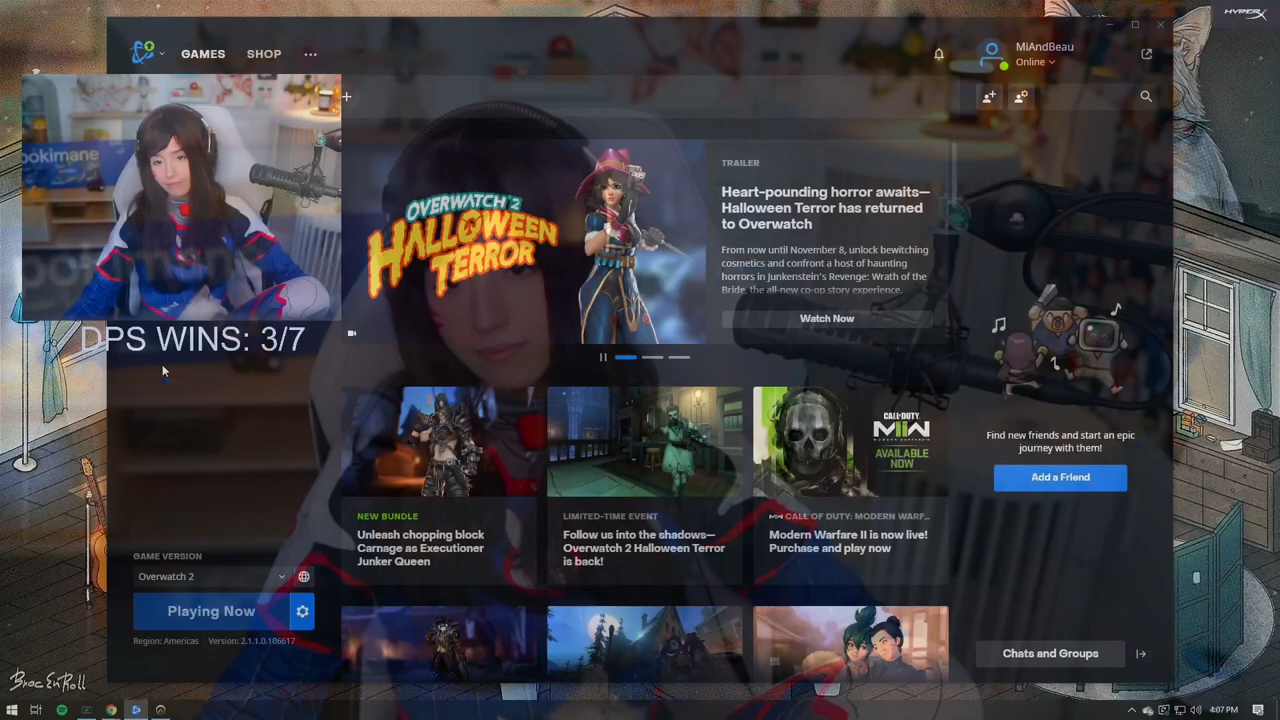 HYPERX
GAMES
SHOP
MiAndBeau
Online
ookimane
OVERWATCH 2
HALLOWEEN
TERROR
TRAILER
Heart-pounding horror awaits—
Halloween Terror has returned
to Overwatch
From now until November 8, unlock bewitching
cosmetics and confront a host of haunting
horrors in Junkenstein's Revenge: Wrath of the
Bride, the all-new co-op story experience.
Watch Now
DPS WINS: 3/7
CALL OF DUTY
MWII
MODERN WARFARE II
AVAILABLE
NOW
NEW BUNDLE
Unleash chopping block
Carnage as Executioner
Junker Queen
LIMITED-TIME EVENT
Follow us into the shadows—
Overwatch 2 Halloween Terror
is back!
CALL OF DUTY: MODERN WARF...
Modern Warfare II is now live!
Purchase and play now
Find new friends and start an epic
journey with them!
Add a Friend
GAME VERSION
Overwatch 2
Playing Now
Region: Americas Version: 2.1.1.0.106617
Chats and Groups
BrocEnRoll
4:07 PM